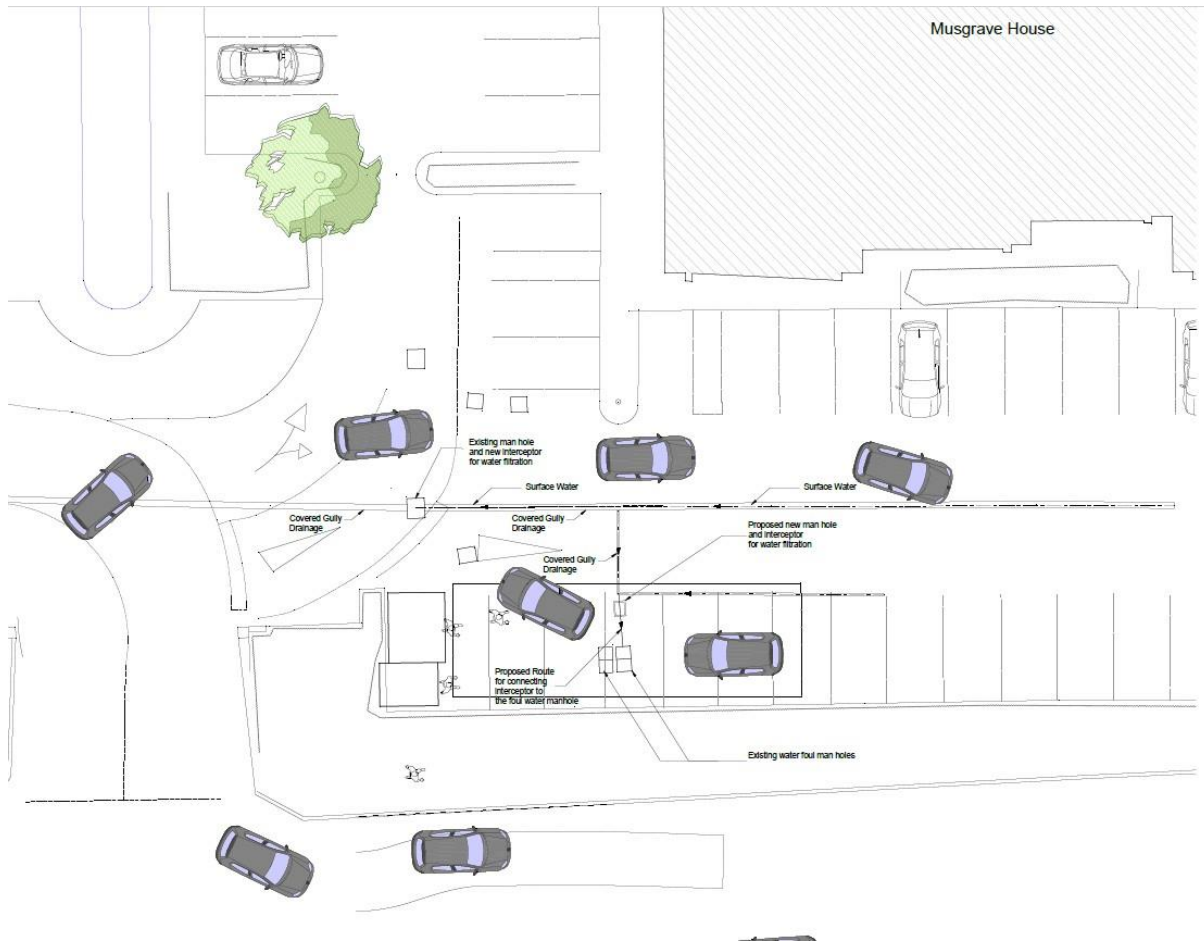 Musgrave House
Existing man hole
and new interceptor
for water filtration
Surface Water
Surface Water
Covered Gully
Drainage
Covered Gully
Drainage
Proposed new man hole
and interceptor
for water filtration
Covered Gully
Drainage
Proposed Route
for connecting
interceptor to
the foul water manhole
Existing water foul man holes